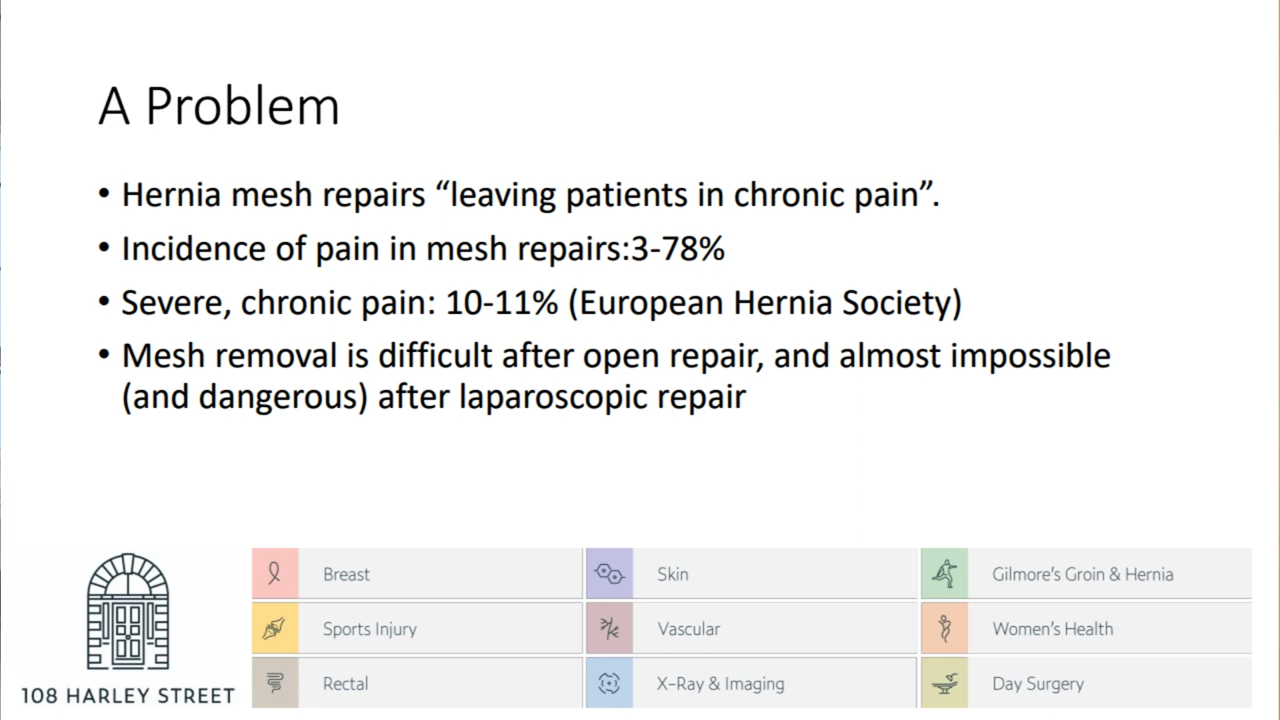 A Problem
• Hernia mesh repairs “leaving patients in chronic pain”.
• Incidence of pain in mesh repairs:3-78%
• Severe, chronic pain: 10-11% (European Hernia Society)
• Mesh removal is difficult after open repair, and almost impossible
(and dangerous) after laparoscopic repair
108 HARLEY STREET
Breast
Skin
Gilmore's Groin & Hernia
Sports Injury
Vascular
Women's Health
Rectal
X-Ray & Imaging
Day Surgery